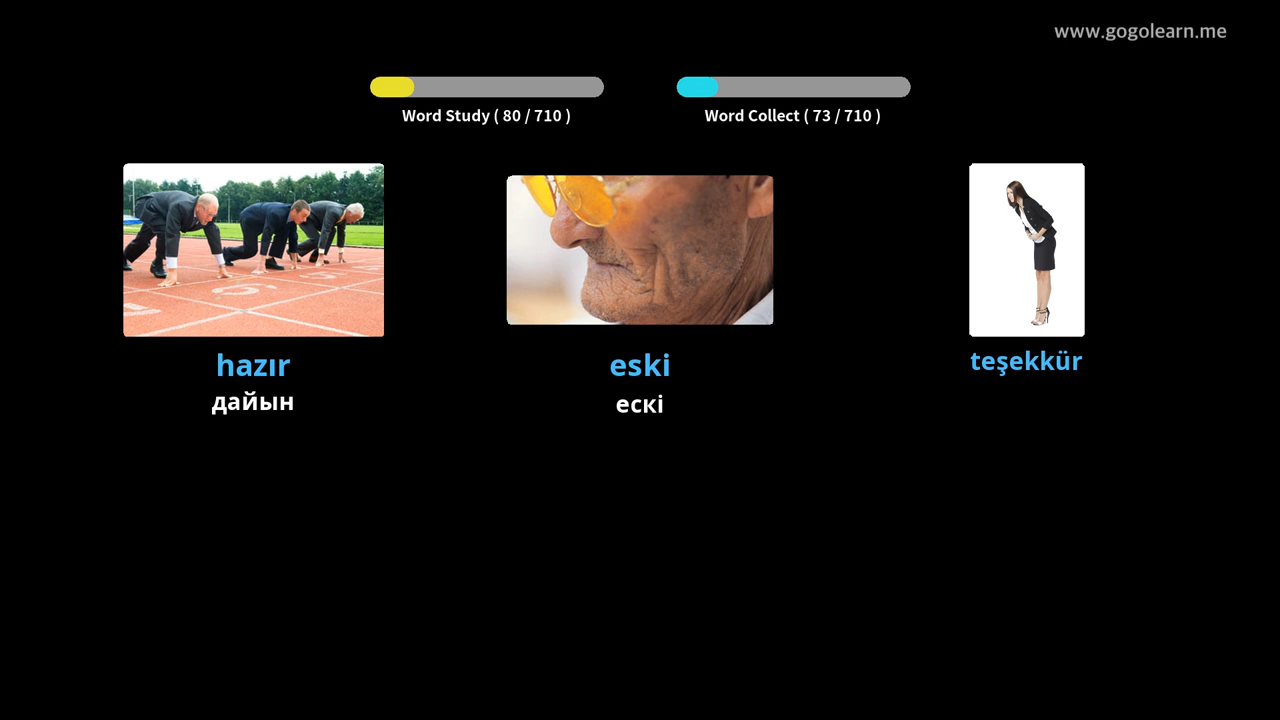 www.gogolearn.me
Word Study ( 80 / 710 )
Word Collect ( 73 / 710 )
hazır
дайын
eski
ескі
teşekkür